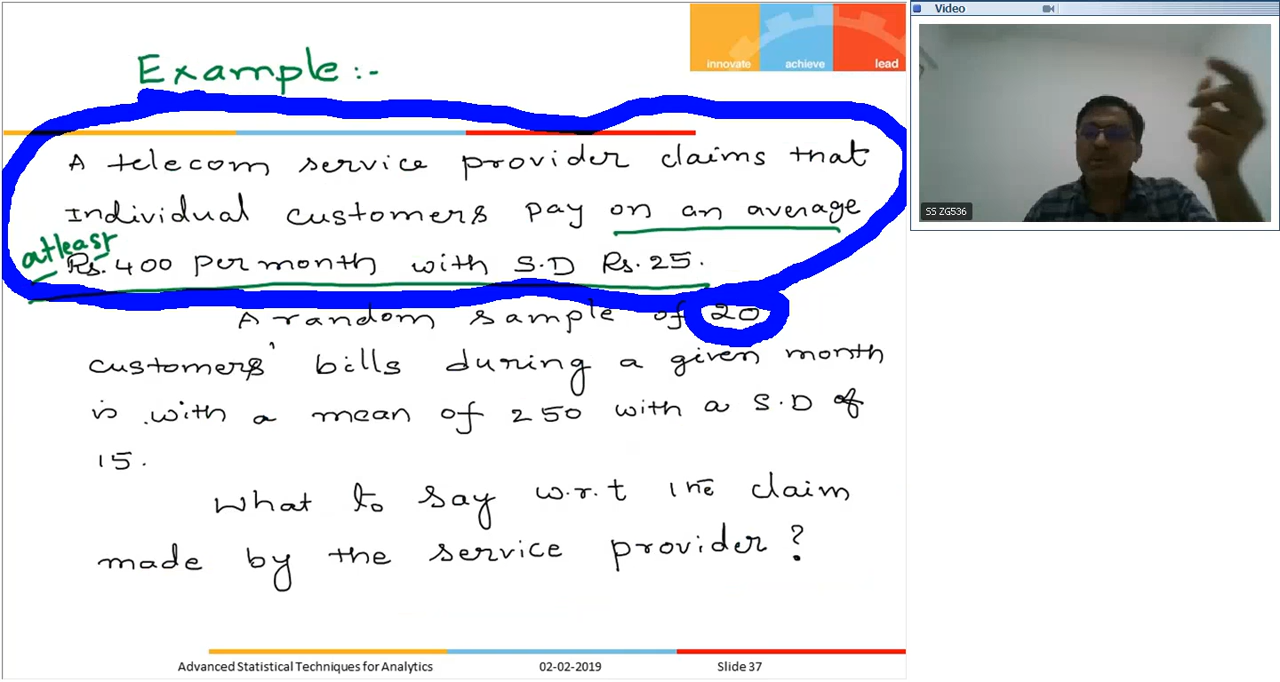 Example:-
innovate achieve lead
A telecom service provider claims that
Individual customers pay on an average
atleast
Rs.400 Per month with S.D Rs.25.
A random sample of 20
customers' bills during a given month
is with a mean of 250 with a S.D of
15.
What to say w.r.t the claim
made by the service provider?
Advanced Statistical Techniques for Analytics 02-02-2019 Slide 37
Video
SS ZG536